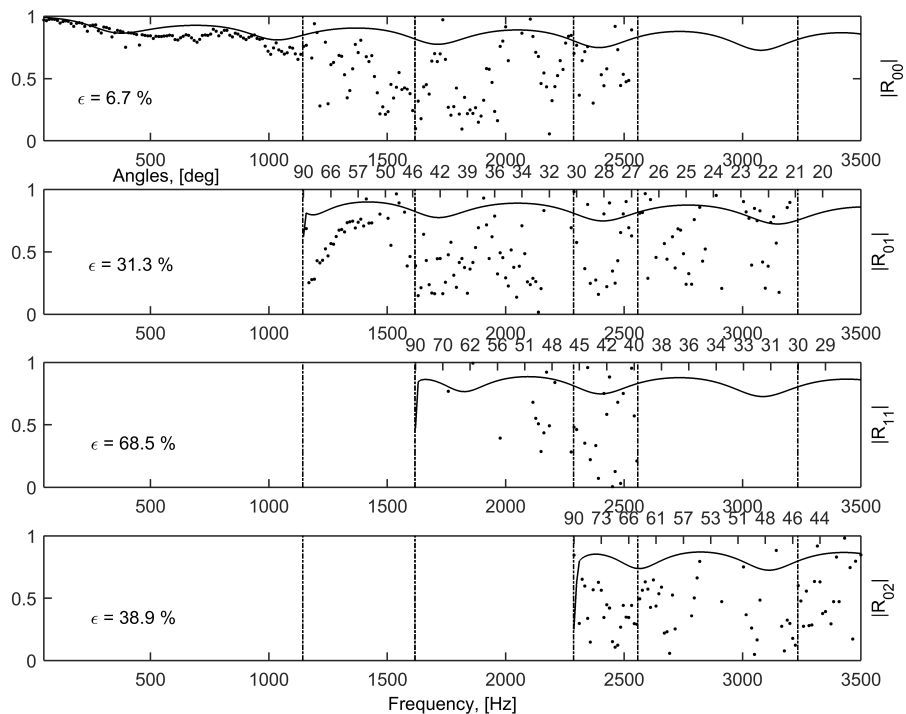 1
0.5
0
ϵ = 6.7 %
|R00|
500 1000 1500 2000 2500 3000 3500
Angles, [deg] 90 66 57 50 46 42 39 36 34 32 30 28 27 26 25 24 23 22 21 20
1
0.5
0
ϵ = 31.3 %
|R01|
500 1000 1500 2000 2500 3000 3500
90 70 62 56 51 48 45 42 40 38 36 34 33 31 30 29
1
0.5
0
ϵ = 68.5 %
|R11|
500 1000 1500 2000 2500 3000 3500
90 73 66 61 57 53 51 48 46 44
1
0.5
0
ϵ = 38.9 %
|R02|
500 1000 1500 2000 2500 3000 3500
Frequency, [Hz]